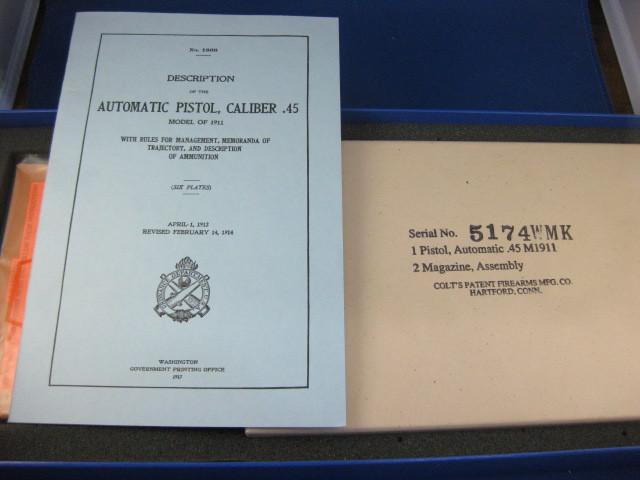 No. 1866
DESCRIPTION
OF THE
AUTOMATIC PISTOL, CALIBER .45
MODEL OF 1911
WITH RULES FOR MANAGEMENT, MEMORANDA OF
TRAJECTORY, AND DESCRIPTION
OF AMMUNITION
(SIX PLATES)
APRIL 1, 1912
REVISED FEBRUARY 14, 1914
WASHINGTON
GOVERNMENT PRINTING OFFICE
1917
Serial No. 5174WMK
1 Pistol, Automatic .45 M1911
2 Magazine, Assembly
COLT'S PATENT FIREARMS MFG. CO.
HARTFORD, CONN.